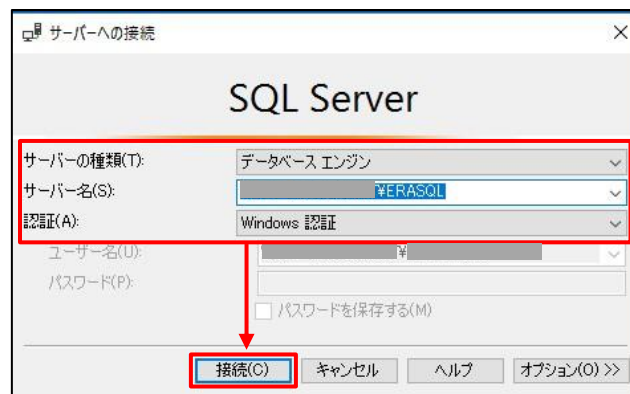 サーバーへの接続
SQL Server
サーバーの種類(T):
データベース エンジン
サーバー名(S):
¥ERASQL
認証(A):
Windows 認証
ユーザー名(U):
¥
パスワード(P):
パスワードを保存する(M)
接続(C)
キャンセル
ヘルプ
オプション(O) >>